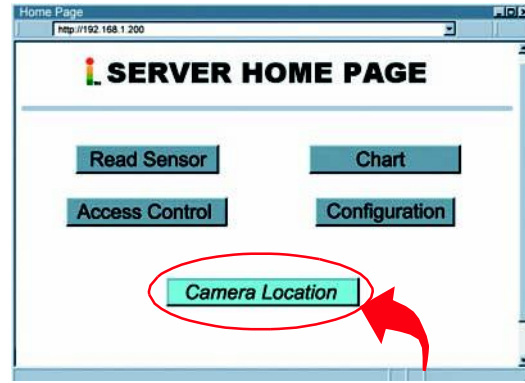 Home Page
http://192.168.1.200
i. SERVER HOME PAGE
Read Sensor
Chart
Access Control
Configuration
Camera Location